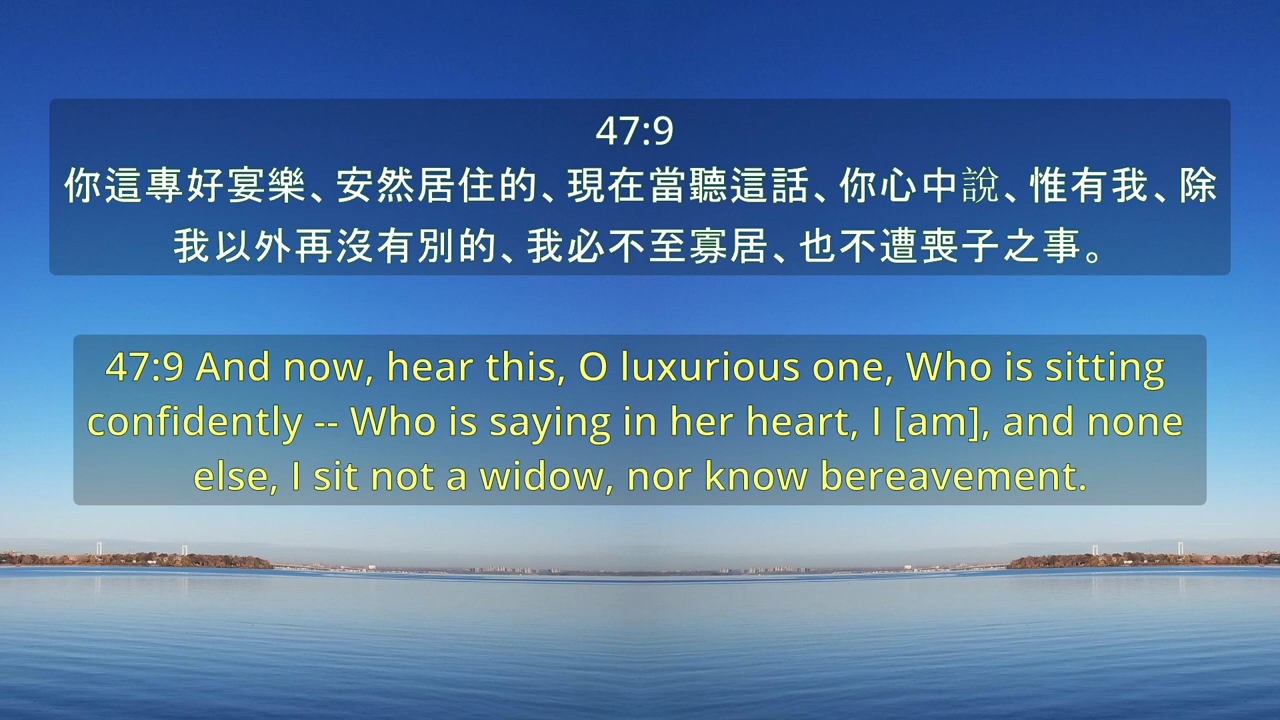 47:9
你這專好宴樂、安然居住的、現在當聽這話、你心中說、惟有我、除
我以外再沒有別的、我必不至寡居、也不遭喪子之事。
47:9 And now, hear this, O luxurious one, Who is sitting
confidently -- Who is saying in her heart, I [am], and none
else, I sit not a widow, nor know bereavement.